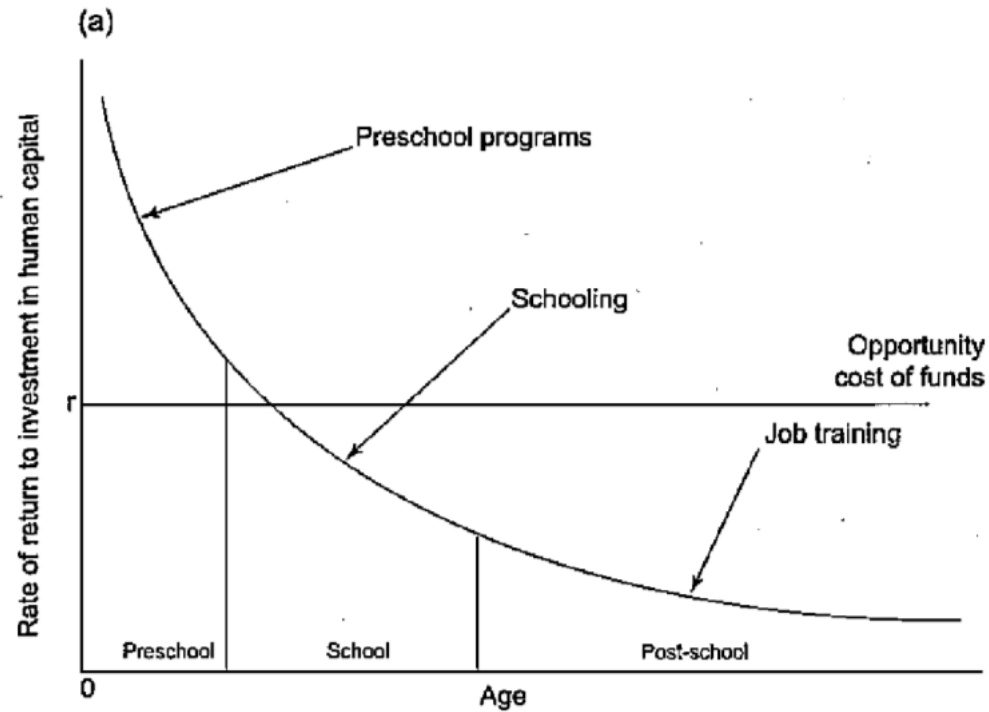 (a)
Rate of return to investment in human capital
Preschool programs
Schooling
Opportunity
cost of funds
r
Job training
Preschool
School
Post-school
0
Age